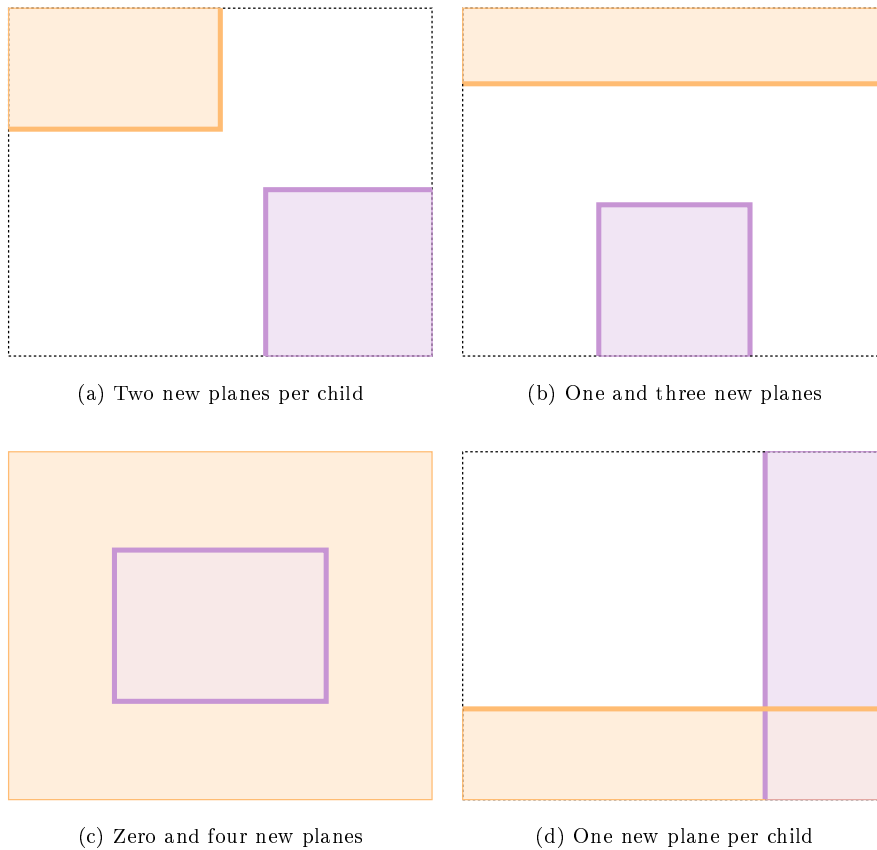 (a) Two new planes per child
(b) One and three new planes
(c) Zero and four new planes
(d) One new plane per child